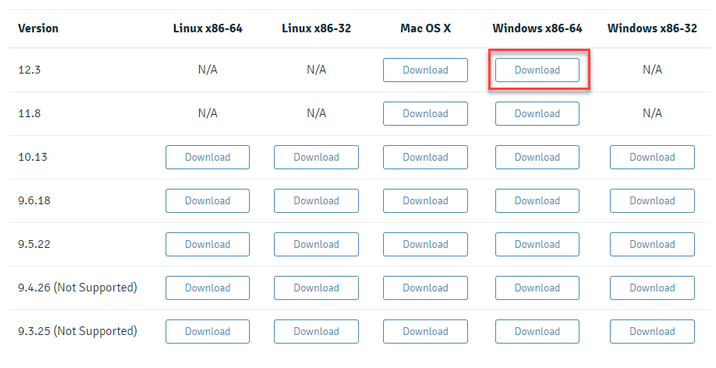 Version Linux x86-64 Linux x86-32 Mac OS X Windows x86-64 Windows x86-32
12.3 N/A N/A Download Download N/A
11.8 N/A N/A Download Download N/A
10.13 Download Download Download Download Download
9.6.18 Download Download Download Download Download
9.5.22 Download Download Download Download Download
9.4.26 (Not Supported) Download Download Download Download Download
9.3.25 (Not Supported) Download Download Download Download Download